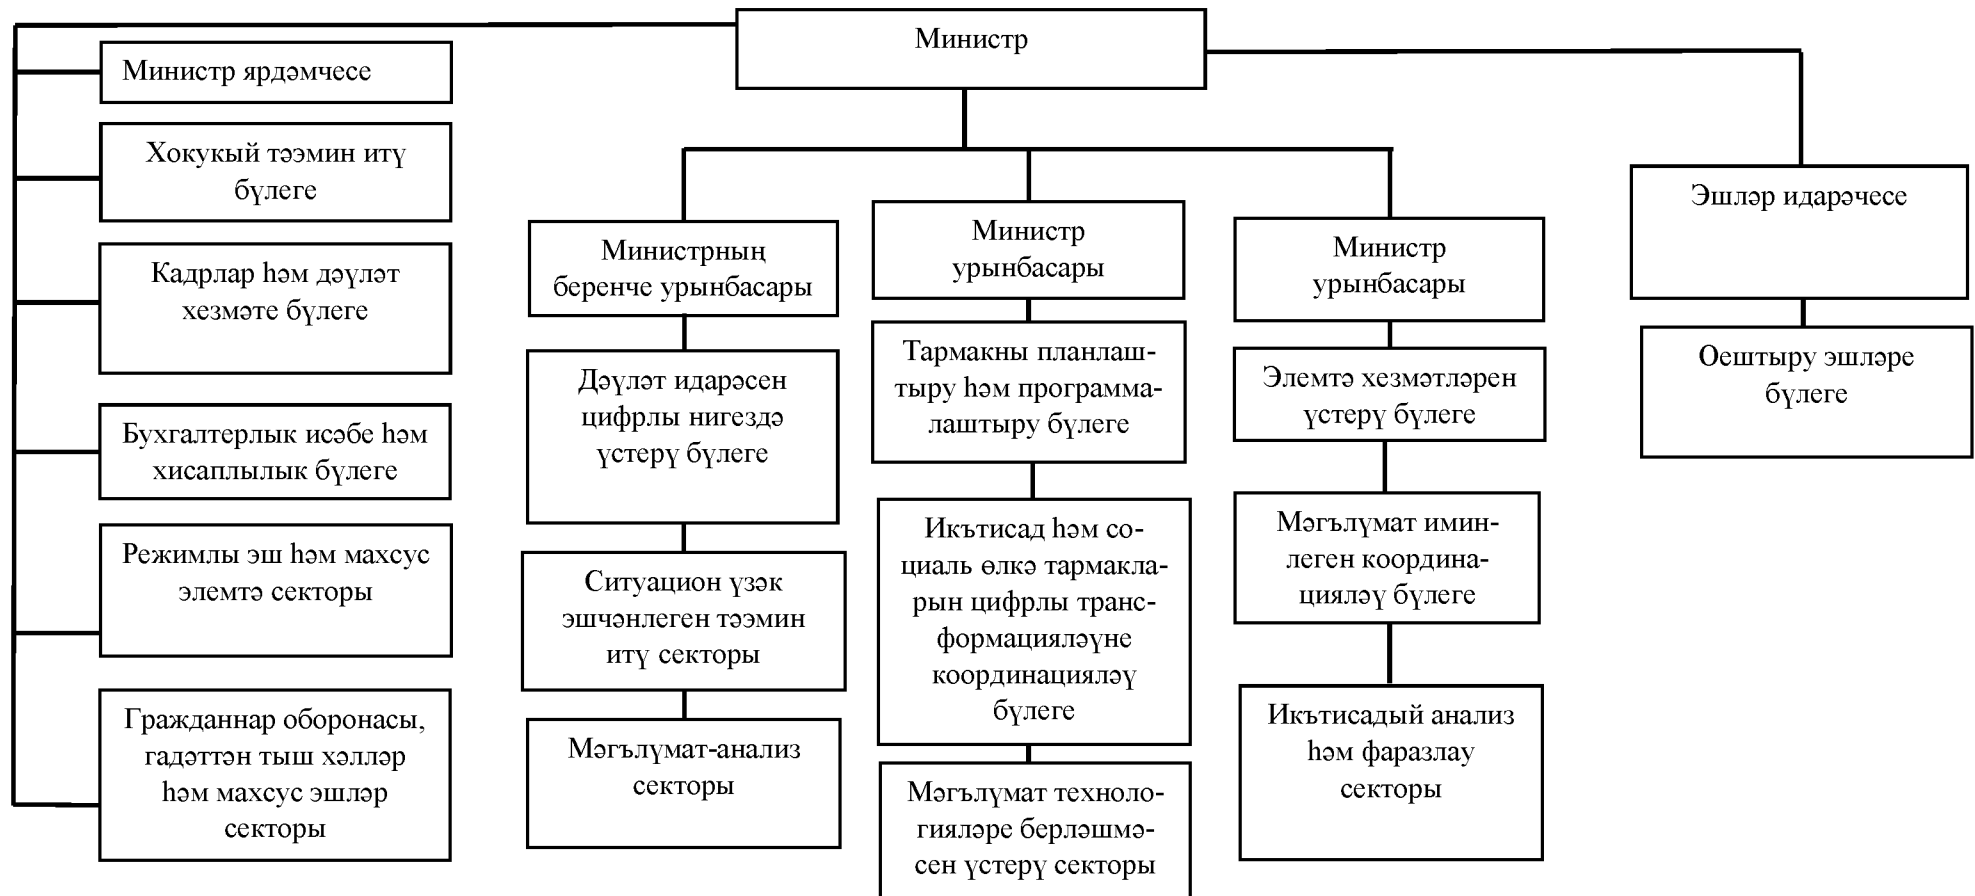 Министр
Министр ярдәмчесе
Хокукый тәэмин итү
бүлеге
Кадрлар һәм дәүләт
хезмәте бүлеге
Бухгалтерлык исәбе һәм
хисаплылык бүлеге
Режимлы эш һәм махсус
элемтә секторы
Гражданнар оборонасы,
гадәттән тыш хәлләр
һәм махсус эшләр
секторы
Министрның
беренче урынбасары
Дәүләт идарәсен
цифрлы нигездә
үстерү бүлеге
Ситуацион үзәк
эшчәнлеген тәэмин
итү секторы
Мәгълүмат-анализ
секторы
Министр
урынбасары
Тармакны планлаш-
тыру һәм программа-
лаштыру бүлеге
Икътисад һәм со-
циаль өлкә тармакла-
рын цифрлы транс-
формацияләүне
координацияләү
бүлеге
Мәгълүмат техноло-
гияләре берләшмә-
сен үстерү секторы
Министр
урынбасары
Элемтә хезмәтләрен
үстерү бүлеге
Мәгълүмат имин-
леген координа-
цияләү бүлеге
Икътисадый анализ
һәм фаразлау
секторы
Эшләр идарәчесе
Оештыру эшләре
бүлеге